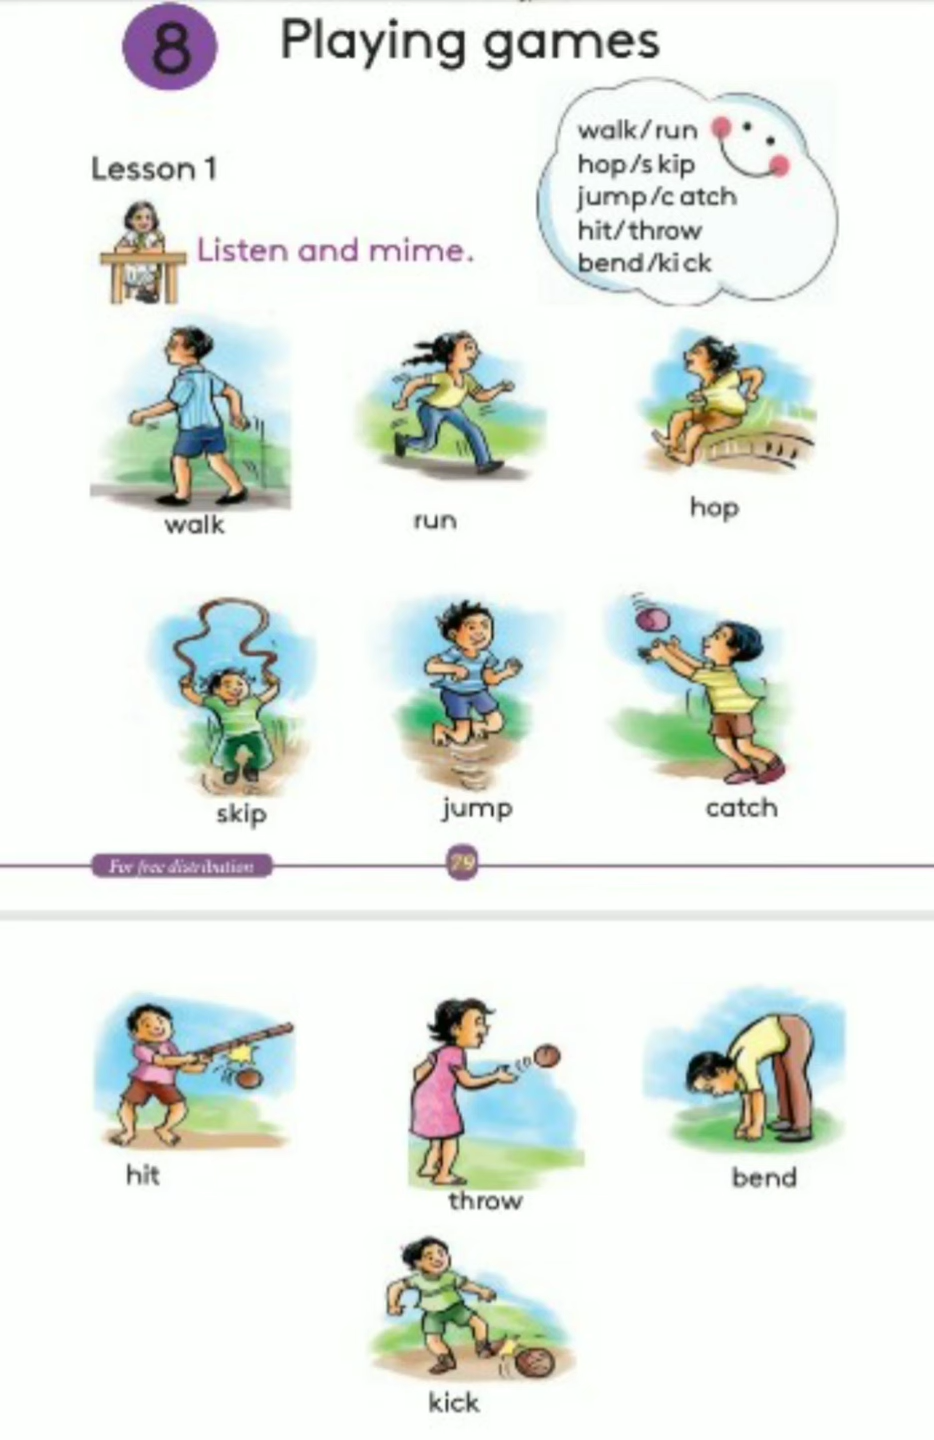 8 Playing games
walk/run
hop/skip
jump/catch
hit/throw
bend/kick
Lesson 1
Listen and mime.
walk
run
hop
skip
jump
catch
For free distribution
29
hit
throw
bend
kick